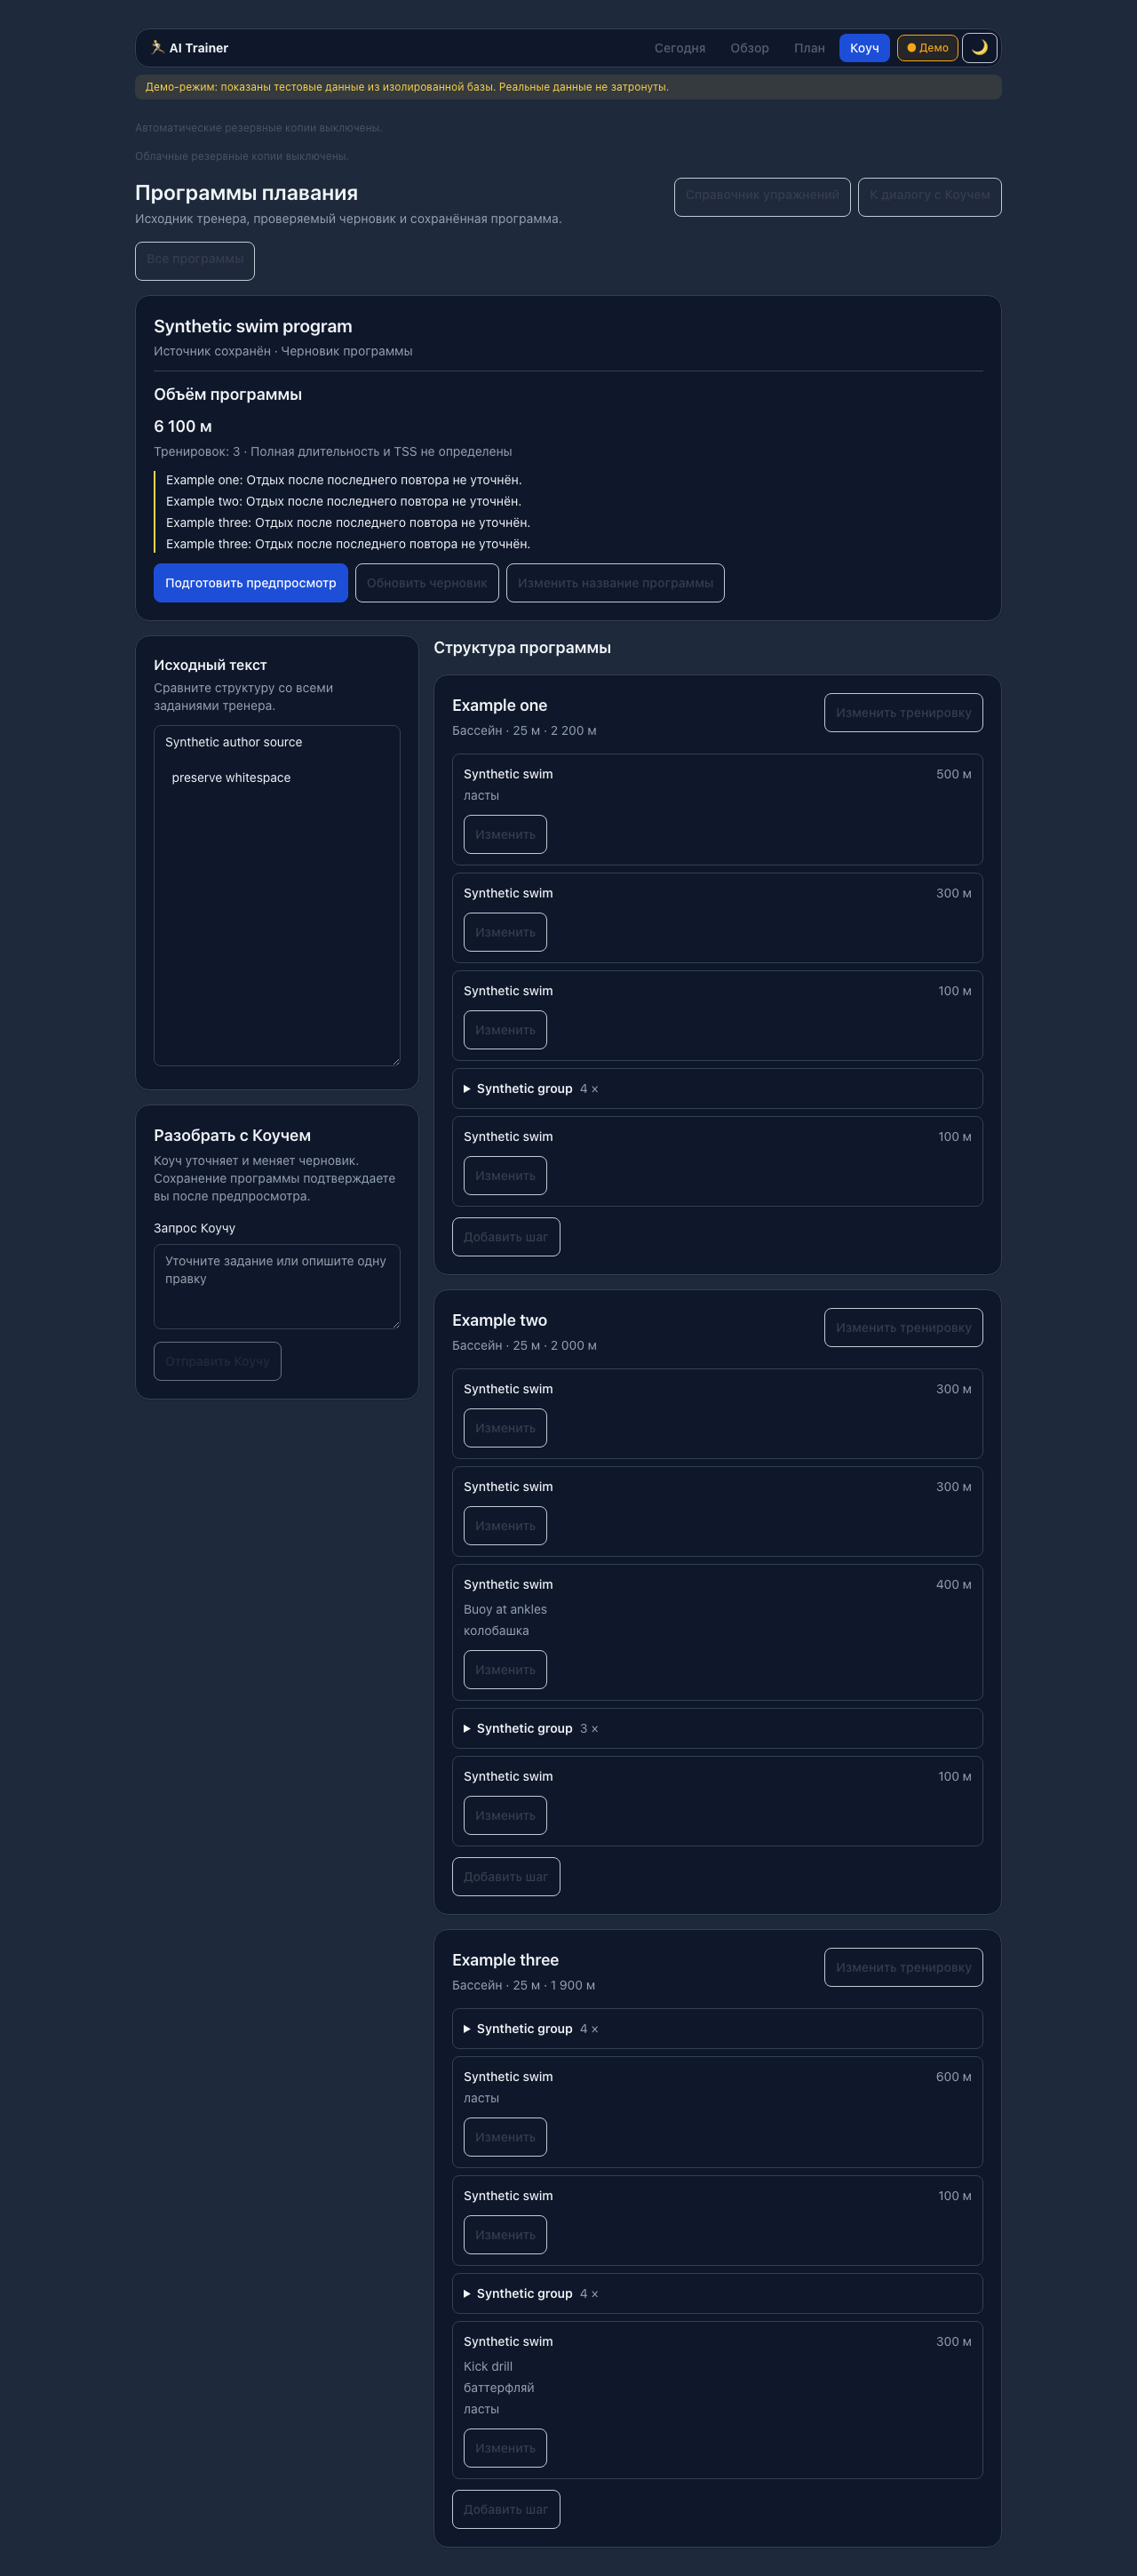 AI Trainer
Сегодня
Обзор
План
Коуч
Демо
Демо-режим: показаны тестовые данные из изолированной базы. Реальные данные не затронуты.
Автоматические резервные копии выключены.
Облачные резервные копии выключены.
Программы плавания
Исходник тренера, проверяемый черновик и сохранённая программа.
Справочник упражнений
К диалогу с Коучем
Все программы
Synthetic swim program
Источник сохранён · Черновик программы
Объём программы
6 100 м
Тренировок: 3 · Полная длительность и TSS не определены
Example one: Отдых после последнего повтора не уточнён.
Example two: Отдых после последнего повтора не уточнён.
Example three: Отдых после последнего повтора не уточнён.
Example three: Отдых после последнего повтора не уточнён.
Подготовить предпросмотр
Обновить черновик
Изменить название программы
Исходный текст
Сравните структуру со всеми
заданиями тренера.
Synthetic author source
preserve whitespace
Разобрать с Коучем
Коуч уточняет и меняет черновик.
Сохранение программы подтверждаете
вы после предпросмотра.
Запрос Коучу
Уточните задание или опишите одну
правку
Отправить Коучу
Структура программы
Example one
Бассейн · 25 м · 2 200 м
Изменить тренировку
Synthetic swim 500 м
ласты
Изменить
Synthetic swim 300 м
Изменить
Synthetic swim 100 м
Изменить
Synthetic group 4 ×
Synthetic swim 100 м
Изменить
Добавить шаг
Example two
Бассейн · 25 м · 2 000 м
Изменить тренировку
Synthetic swim 300 м
Изменить
Synthetic swim 300 м
Изменить
Synthetic swim 400 м
Buoy at ankles
колобашка
Изменить
Synthetic group 3 ×
Synthetic swim 100 м
Изменить
Добавить шаг
Example three
Бассейн · 25 м · 1 900 м
Изменить тренировку
Synthetic group 4 ×
Synthetic swim 600 м
ласты
Изменить
Synthetic swim 100 м
Изменить
Synthetic group 4 ×
Synthetic swim 300 м
Kick drill
баттерфляй
ласты
Изменить
Добавить шаг